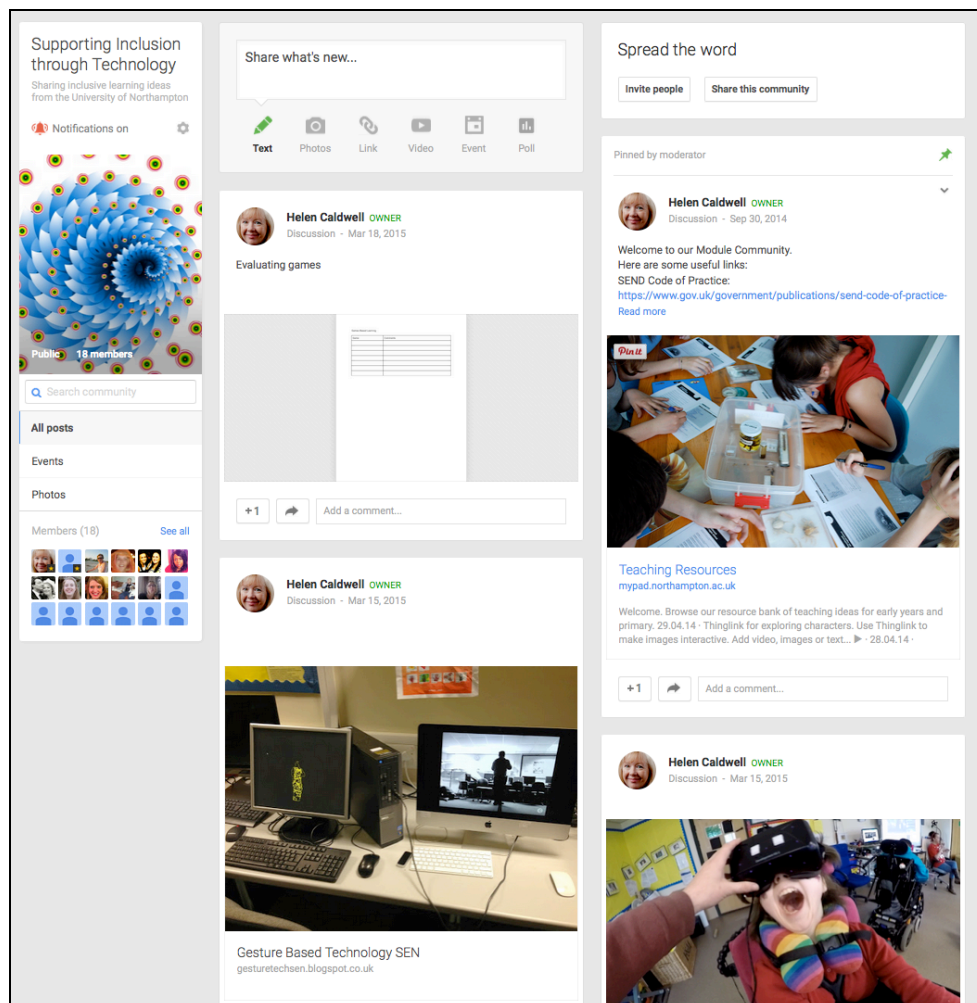 Supporting Inclusion
through Technology
Sharing inclusive learning ideas
from the University of Northampton
Notifications on
Public 18 members
Search community
All posts
Events
Photos
Members (18) See all
Share what's new...
Text Photos Link Video Event Poll
Helen Caldwell OWNER
Discussion - Mar 18, 2015
Evaluating games
+1
Add a comment...
Helen Caldwell OWNER
Discussion - Mar 15, 2015
Gesture Based Technology SEN
gesturetechsen.blogspot.co.uk
Spread the word
Invite people Share this community
Pinned by moderator
Helen Caldwell OWNER
Discussion - Sep 30, 2014
Welcome to our Module Community.
Here are some useful links:
SEND Code of Practice:
https://www.gov.uk/government/publications/send-code-of-practice-
Read more
Pin it
Teaching Resources
mypad.northampton.ac.uk
Welcome. Browse our resource bank of teaching ideas for early years and
primary. 29.04.14 · Thinglink for exploring characters. Use Thinglink to
make images interactive. Add video, images or text... ▶ · 28.04.14 ·
+1
Add a comment...
Helen Caldwell OWNER
Discussion - Mar 15, 2015